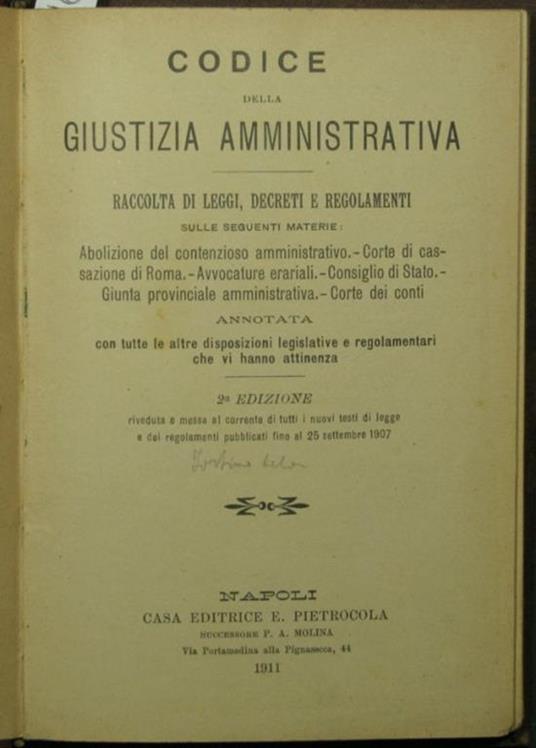 CODICE
DELLA
GIUSTIZIA AMMINISTRATIVA
RACCOLTA DI LEGGI, DECRETI E REGOLAMENTI
SULLE SEGUENTI MATERIE:
Abolizione del contenzioso amministrativo.-Corte di cas-
sazione di Roma.-Avvocature erariali.-Consiglio di Stato.-
Giunta provinciale amministrativa.-Corte dei conti
ANNOTATA
con tutte le altre disposizioni legislative e regolamentari
che vi hanno attinenza
2a EDIZIONE
riveduta e messa al corrente di tutti i nuovi testi di legge
e dei regolamenti pubblicati fino al 25 settembre 1907
NAPOLI
CASA EDITRICE E. PIETROCOLA
SUCCESSORE P. A. MOLINA
Via Portamedina alla Pignasecca, 44
1911